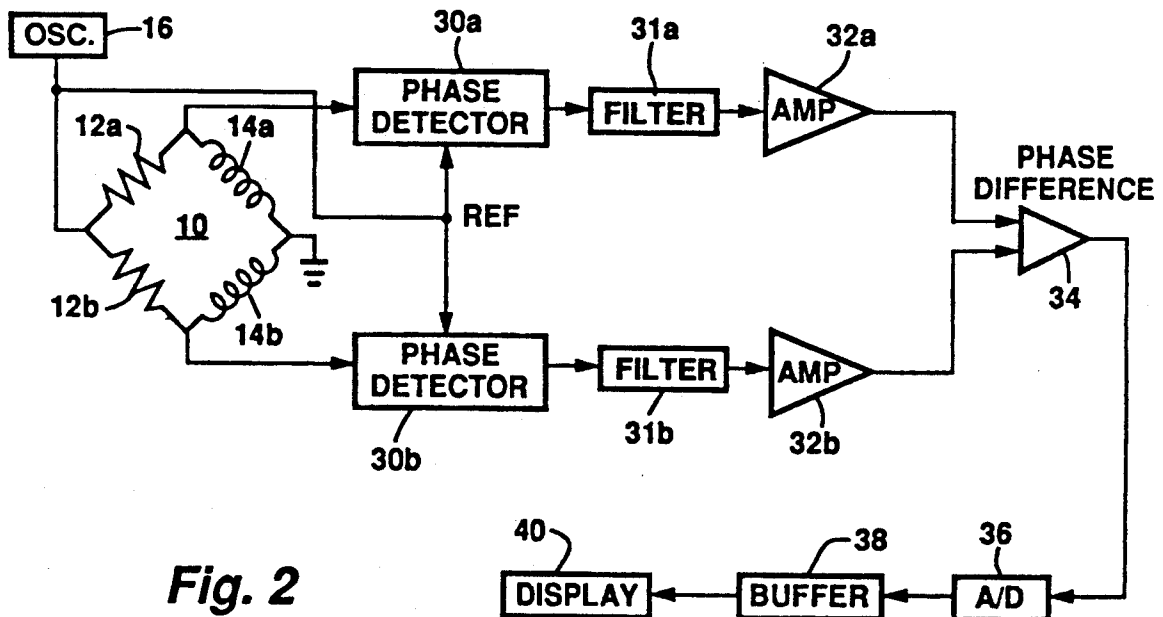 OSC.
16
30a
31a
32a
PHASE
DETECTOR
FILTER
AMP
12a
14a
PHASE
DIFFERENCE
10
REF
34
12b
14b
PHASE
DETECTOR
FILTER
AMP
30b
31b
32b
40
38
36
Fig. 2
DISPLAY
BUFFER
A/D